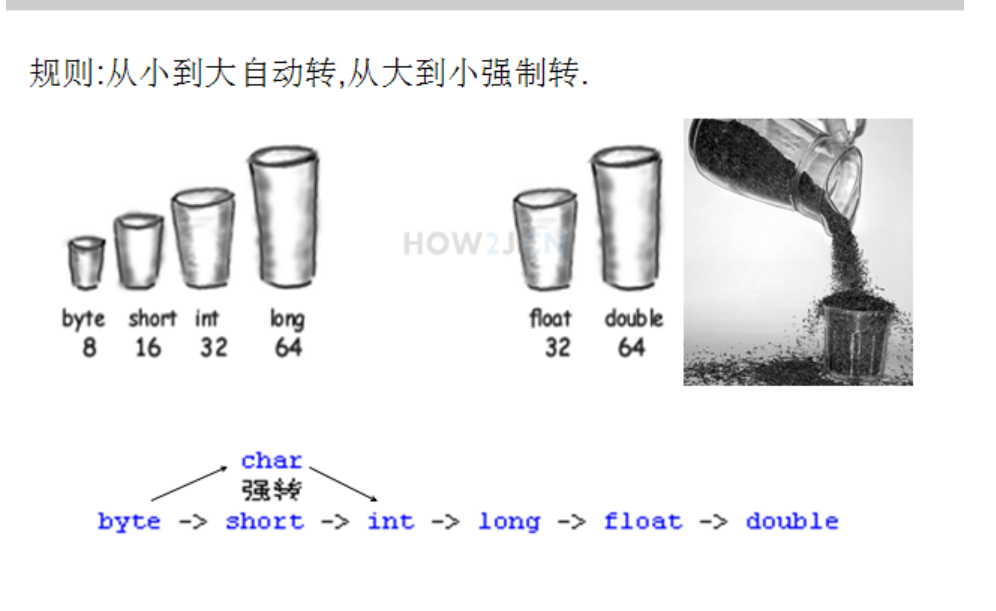 规则:从小到大自动转,从大到小强制转.
HOW2J.CN
byte short int long float double
8 16 32 64 32 64
char
强转
byte -> short -> int -> long -> float -> double